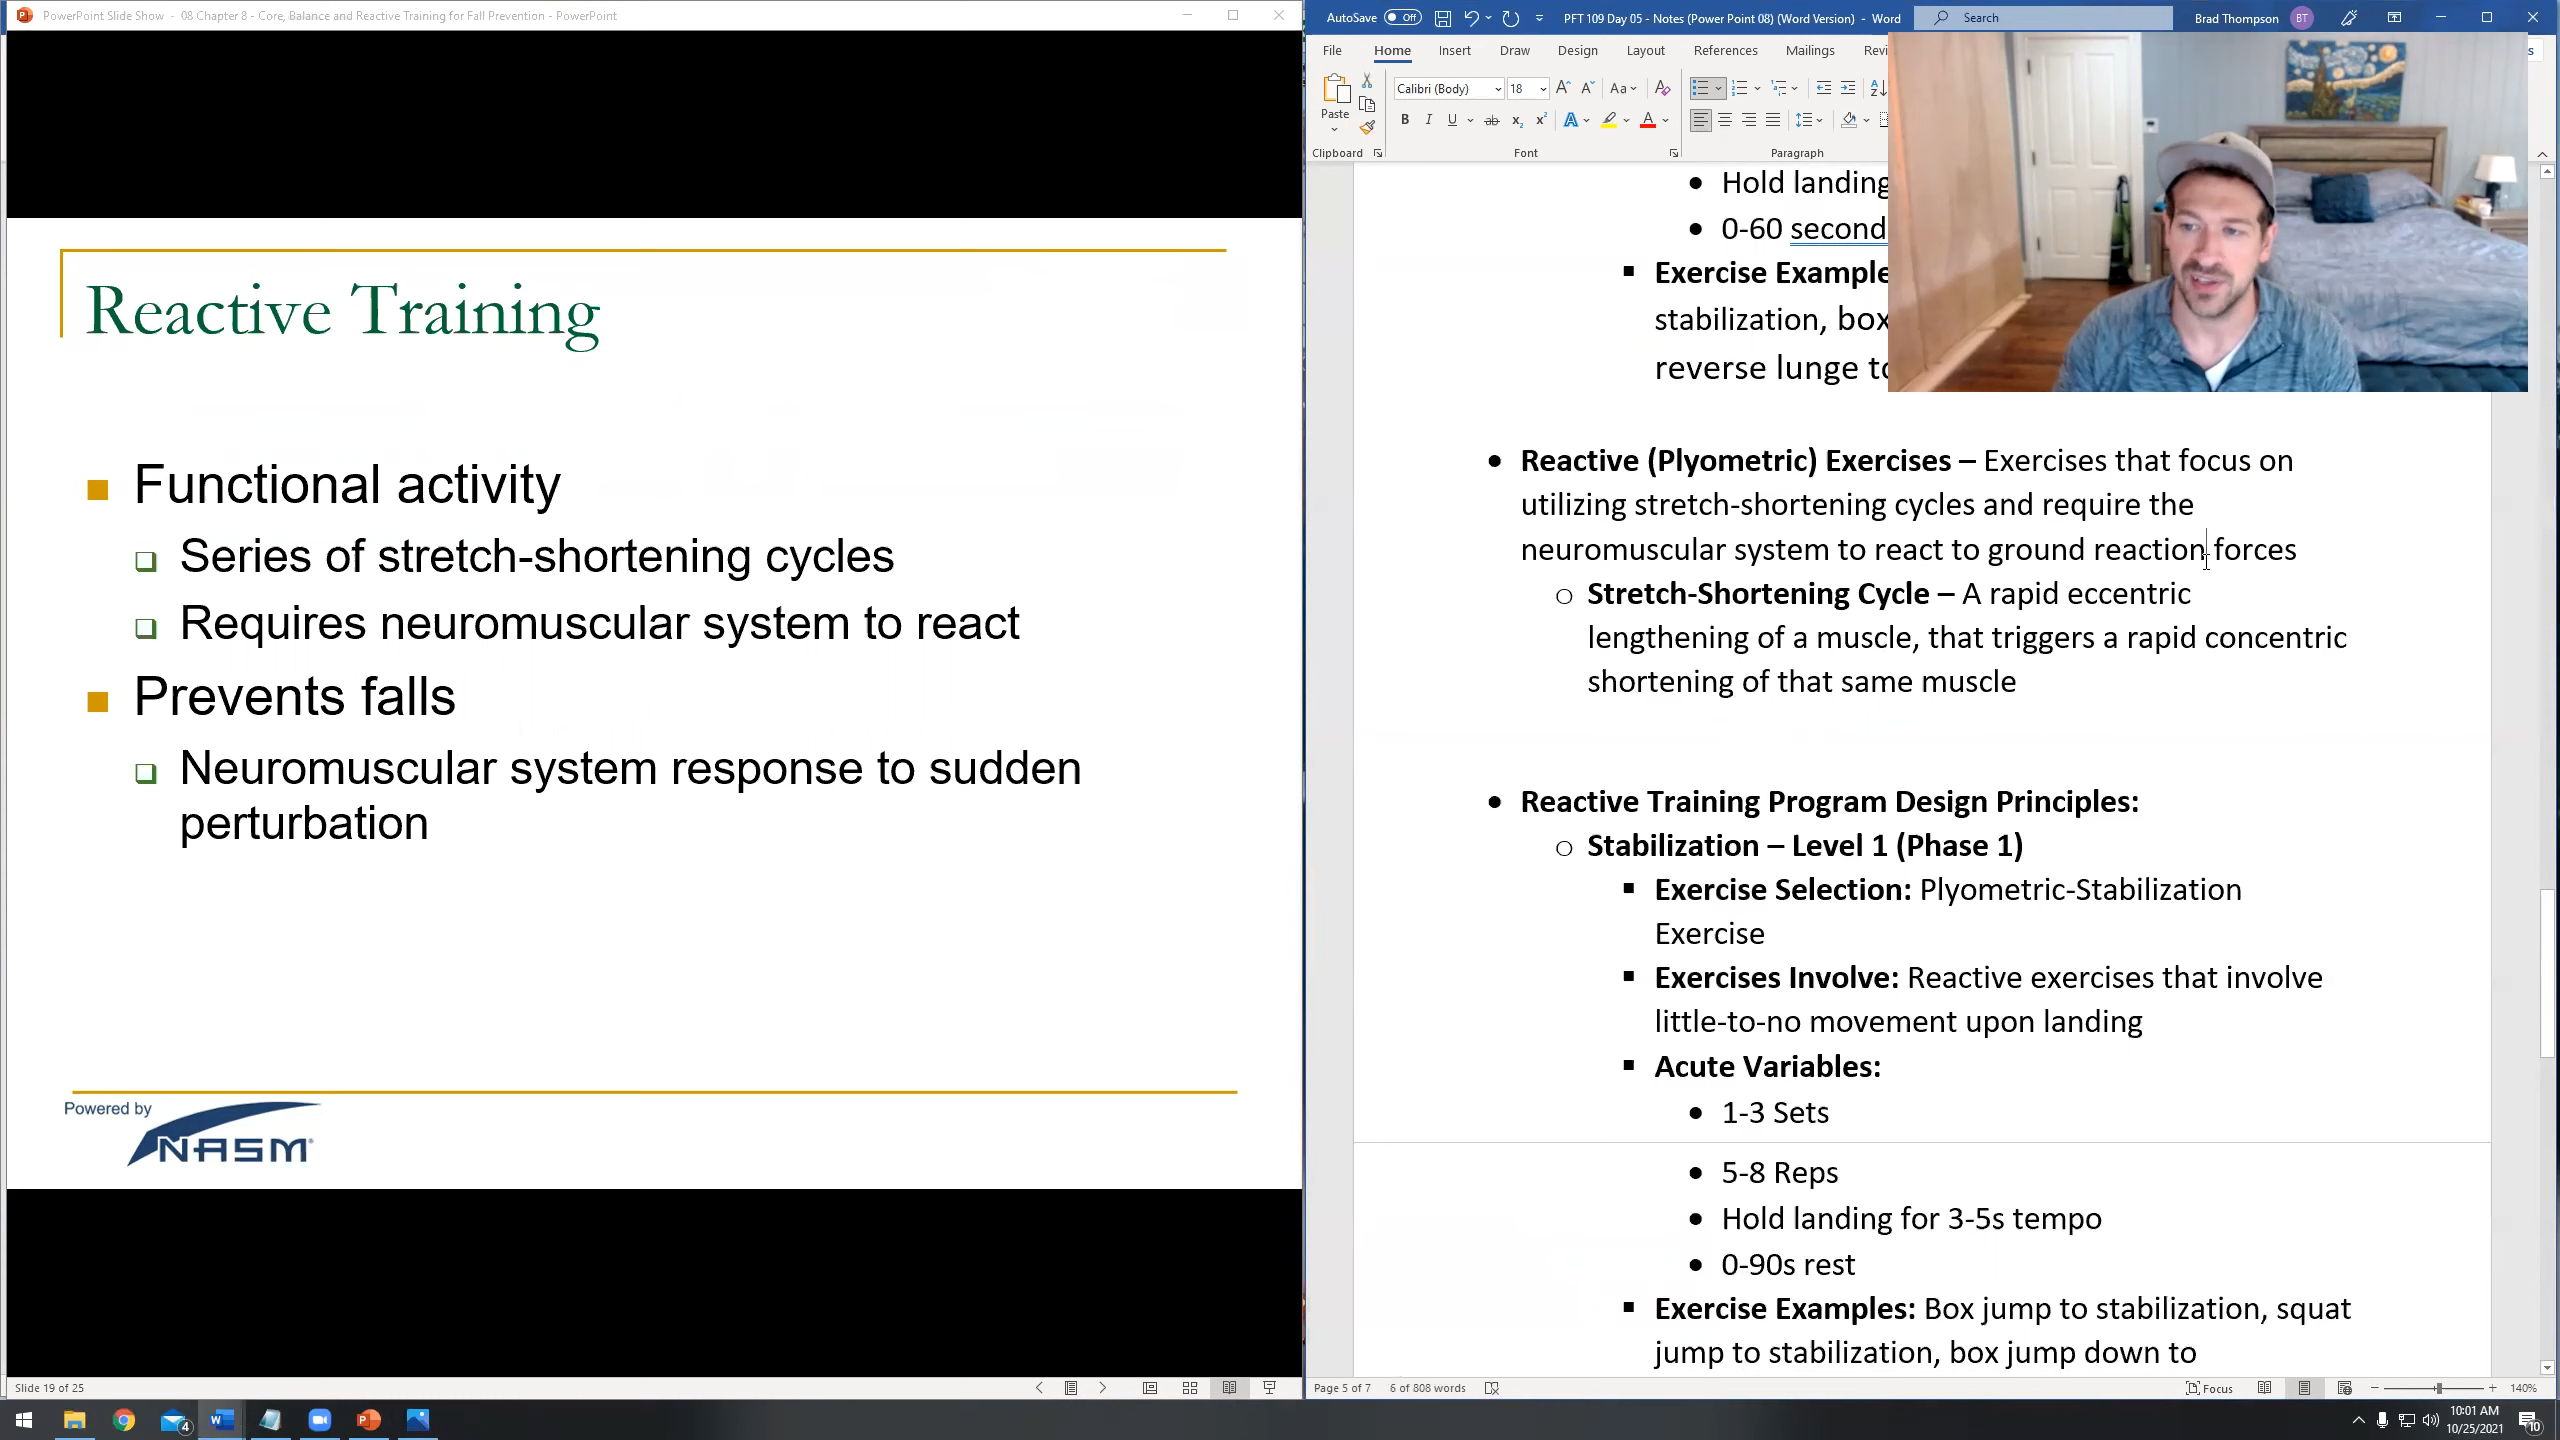 PowerPoint Slide Show - 08 Chapter 8 - Core, Balance and Reactive Training for Fall Prevention - PowerPoint
Reactive Training
Functional activity
Series of stretch-shortening cycles
Requires neuromuscular system to react
Prevents falls
Neuromuscular system response to sudden
perturbation
Powered by
NASM
Slide 19 of 25
AutoSave Off
PFT 109 Day 05 - Notes (Power Point 08) (Word Version) - Word
Search
Brad Thompson BT
File Home Insert Draw Design Layout References Mailings
Calibri (Body) 18
Paste
Clipboard Font Paragraph
• Hold landing
• 0-60 second
▪ Exercise Example
stabilization, box
reverse lunge to
• Reactive (Plyometric) Exercises – Exercises that focus on
utilizing stretch-shortening cycles and require the
neuromuscular system to react to ground reaction forces
o Stretch-Shortening Cycle – A rapid eccentric
lengthening of a muscle, that triggers a rapid concentric
shortening of that same muscle
• Reactive Training Program Design Principles:
o Stabilization – Level 1 (Phase 1)
▪ Exercise Selection: Plyometric-Stabilization
Exercise
▪ Exercises Involve: Reactive exercises that involve
little-to-no movement upon landing
▪ Acute Variables:
• 1-3 Sets
• 5-8 Reps
• Hold landing for 3-5s tempo
• 0-90s rest
▪ Exercise Examples: Box jump to stabilization, squat
jump to stabilization, box jump down to
Page 5 of 7 6 of 808 words
Focus
140%
4
10:01 AM
10/25/2021
10